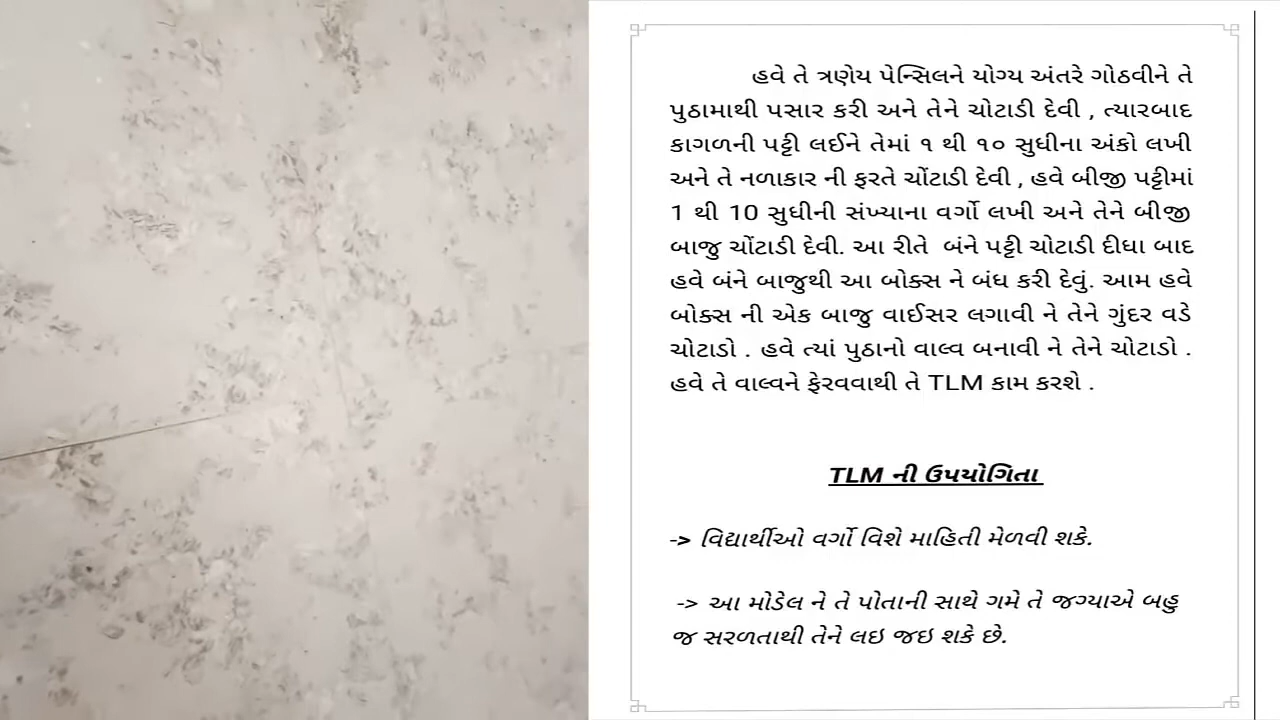 હવે તે ત્રણેય પેન્સિલને યોગ્ય અંતરે ગોઠવીને તે
પુઠામાથી પસાર કરી અને તેને ચોટાડી દેવી , ત્યારબાદ
કાગળની પટ્ટી લઈને તેમાં ૧ થી ૧૦ સુધીના અંકો લખી
અને તે નળાકાર ની ફરતે ચોંટાડી દેવી , હવે બીજી પટ્ટીમાં
1 થી 10 સુધીની સંખ્યાના વર્ગો લખી અને તેને બીજી
બાજુ ચોંટાડી દેવી. આ રીતે બંને પટ્ટી ચોટાડી દીધા બાદ
હવે બંને બાજુથી આ બોક્સ ને બંધ કરી દેવું. આમ હવે
બોક્સ ની એક બાજુ વાઈસર લગાવી ને તેને ગુંદર વડે
ચોટાડો . હવે ત્યાં પુઠાનો વાલ્વ બનાવી ને તેને ચોટાડો .
હવે તે વાલ્વને ફેરવવાથી તે TLM કામ કરશે .
TLM ની ઉપયોગિતા
-> વિદ્યાર્થીઓ વર્ગો વિશે માહિતી મેળવી શકે.
-> આ મોડેલ ને તે પોતાની સાથે ગમે તે જગ્યાએ બહુ
જ સરળતાથી તેને લઇ જઇ શકે છે.